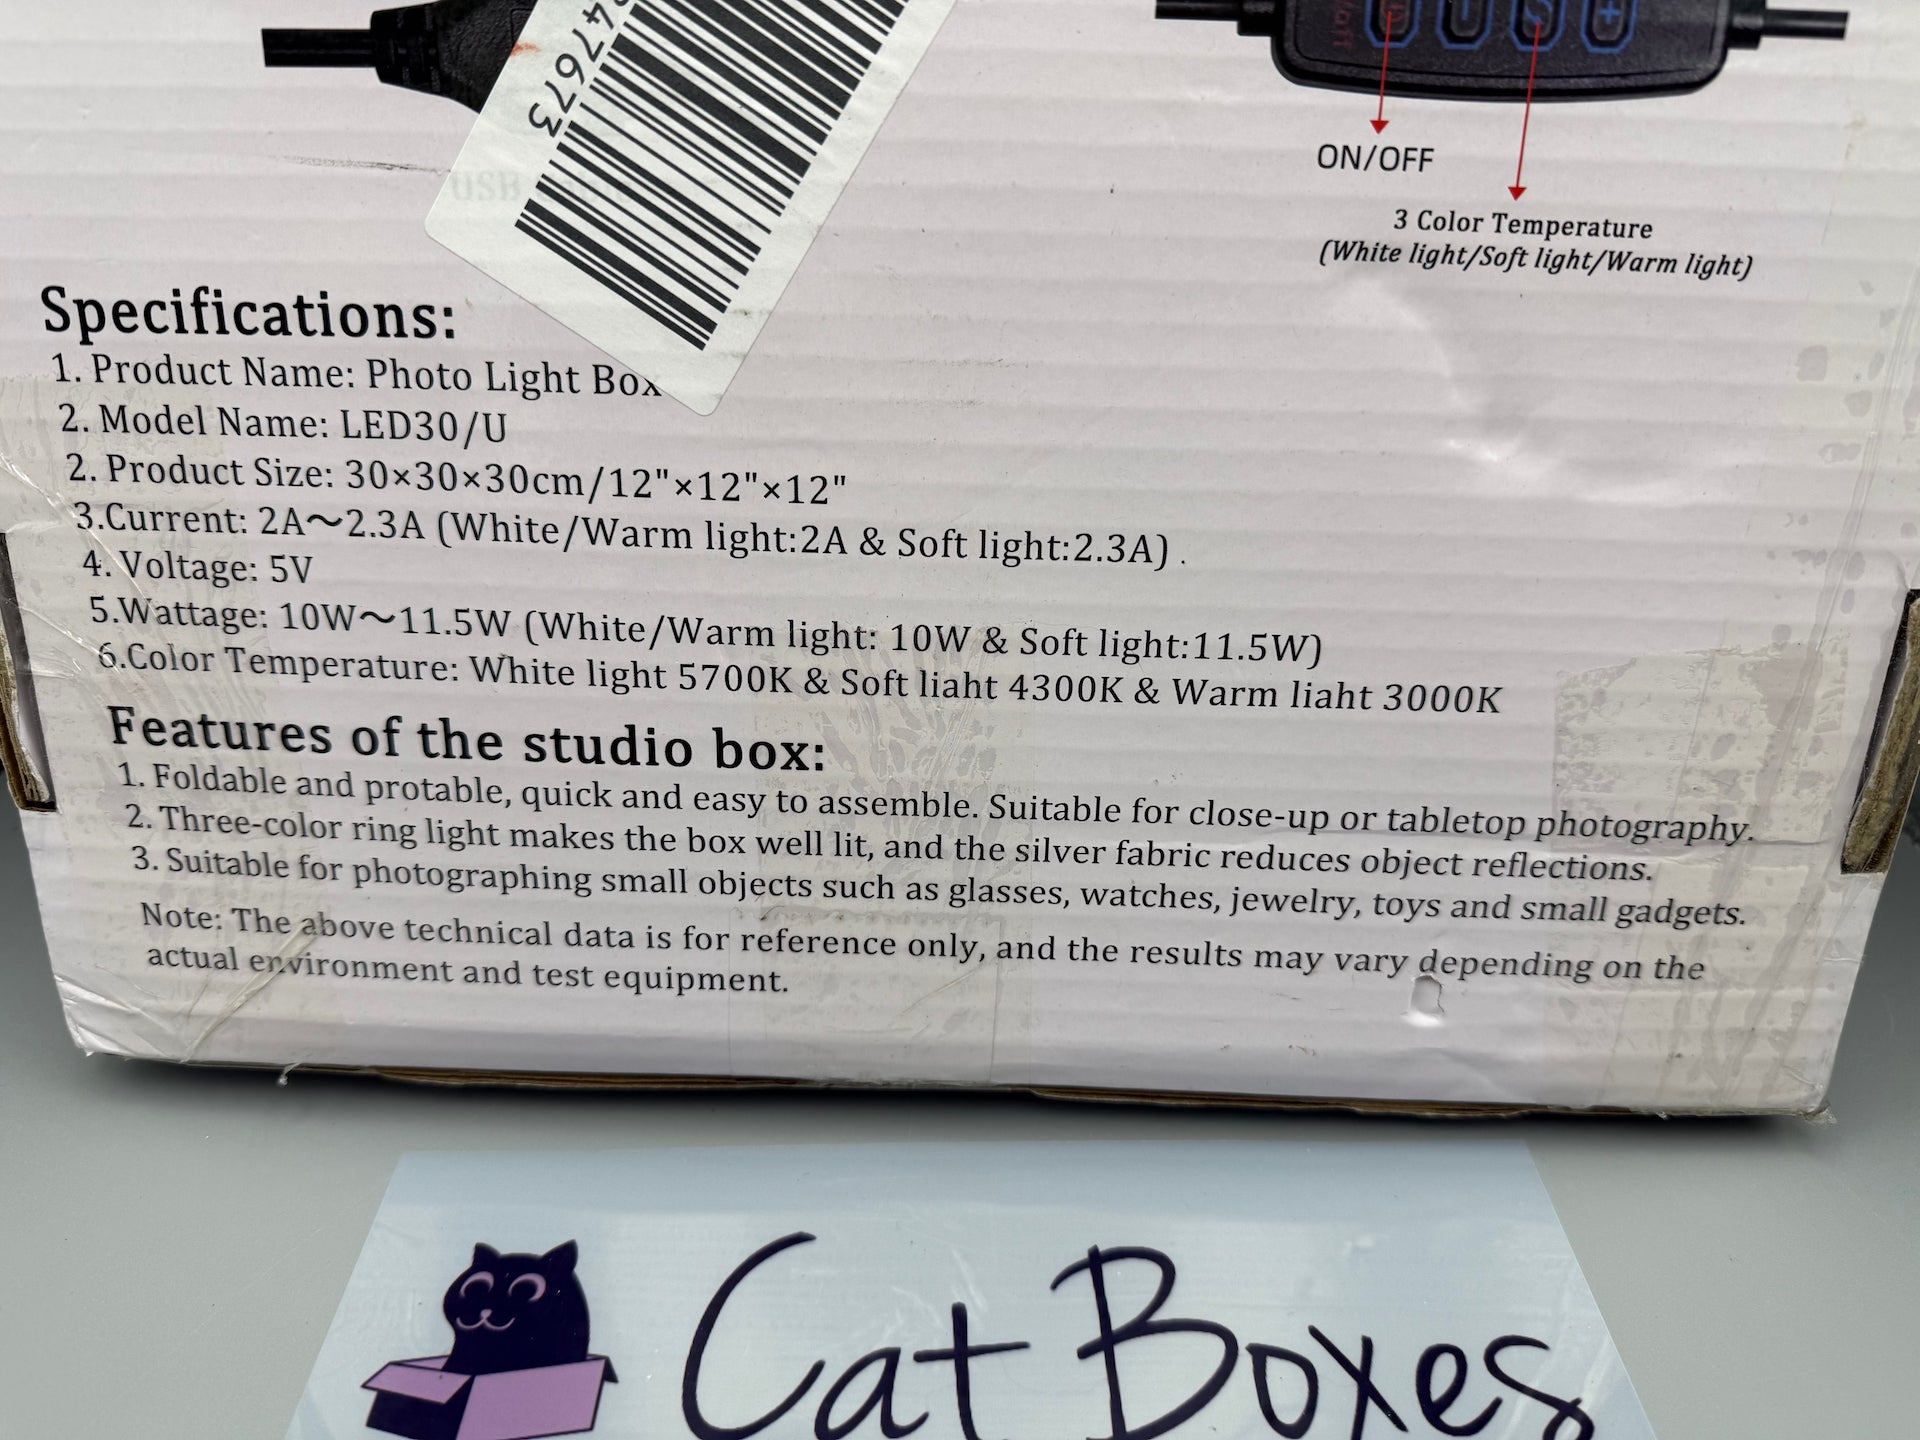 47673
ON/OFF
3 Color Temperature
(White light/Soft light/Warm light)
USB
Specifications:
1. Product Name: Photo Light Box
2. Model Name: LED30/U
2. Product Size: 30×30×30cm/12"×12"×12"
3.Current: 2A～2.3A (White/Warm light:2A & Soft light:2.3A) .
4. Voltage: 5V
5.Wattage: 10W～11.5W (White/Warm light: 10W & Soft light:11.5W)
6.Color Temperature: White light 5700K & Soft liaht 4300K & Warm liaht 3000K
Features of the studio box:
1. Foldable and protable, quick and easy to assemble. Suitable for close-up or tabletop photography.
2. Three-color ring light makes the box well lit, and the silver fabric reduces object reflections.
3. Suitable for photographing small objects such as glasses, watches, jewelry, toys and small gadgets.
Note: The above technical data is for reference only, and the results may vary depending on the
actual environment and test equipment.
Cat Boxes